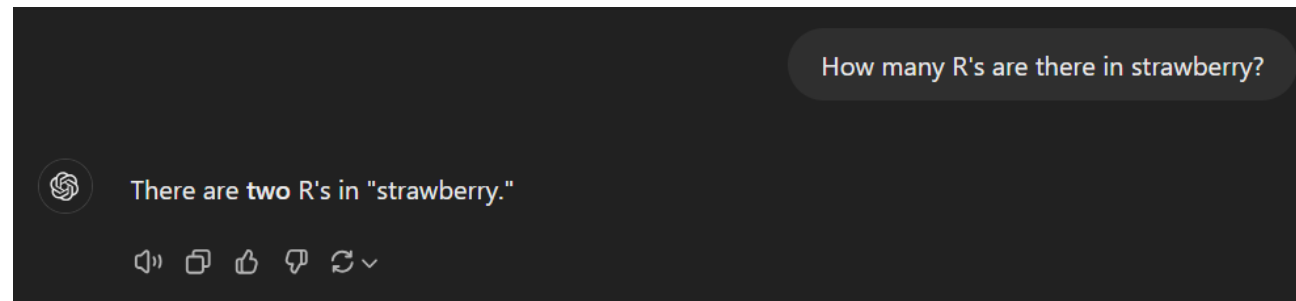 How many R's are there in strawberry?
There are two R's in "strawberry."